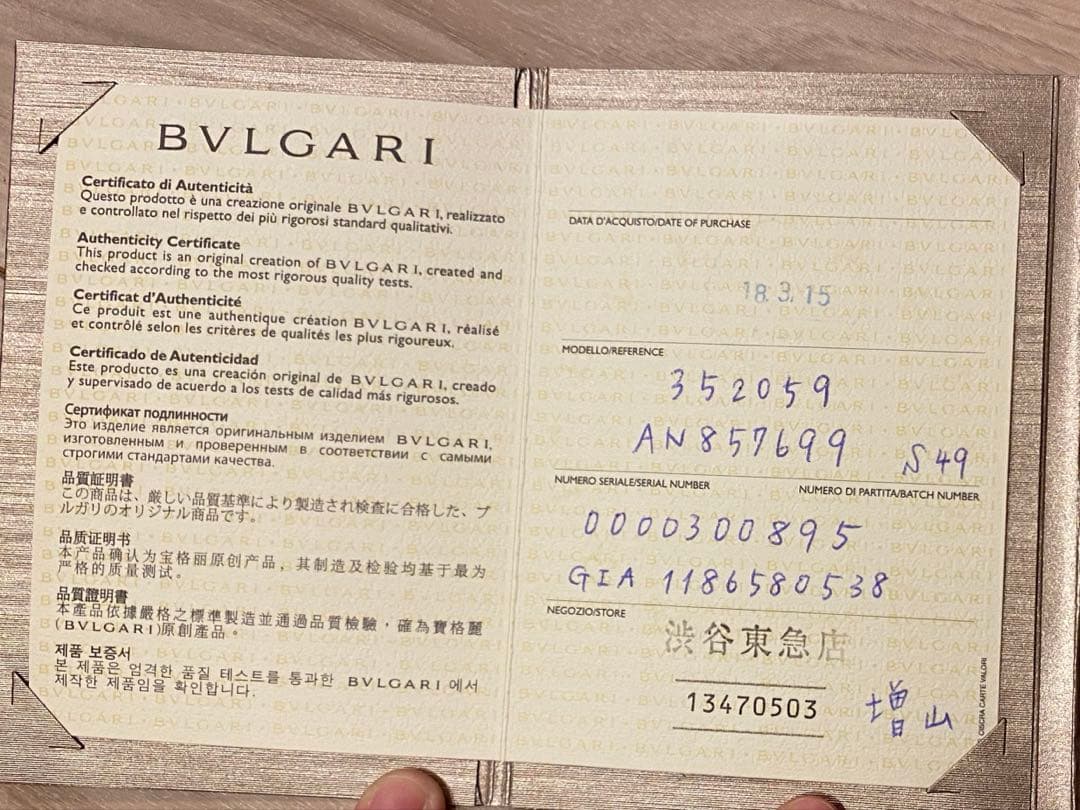 BVLGARI
Certificato di Autenticità
Questo prodotto è una creazione originale BVLGARI, realizzato
e controllato nel rispetto dei più rigorosi standard qualitativi.
Authenticity Certificate
This product is an original creation of BVLGARI, created and
checked according to the most rigorous quality tests.
Certificat d'Authenticité
Ce produit est une authentique création BVLGARI, réalisé
et contrôlé selon les critères de qualités les plus rigoureux.
Certificado de Autenticidad
Este producto es una creación original de BVLGARI, creado
y supervisado de acuerdo a los tests de calidad más rigurosos.
Сертификат подлинности
Это изделие является оригинальным изделием BVLGARI,
изготовленным и проверенным в соответствии с самыми
строгими стандартами качества.
品質証明書
この商品は、厳しい品質基準により製造され検査に合格した、ブ
ルガリのオリジナル商品です。
品质证明书
本产品确认为宝格丽原创产品，其制造及检验均基于最为
严格的质量测试。
品質證明書
本產品依據嚴格之標準製造並通過品質檢驗，確為寶格麗
(BVLGARI)原創產品。
제품 보증서
본 제품은 엄격한 품질 테스트를 통과한 BVLGARI 에서
제작한 제품임을 확인합니다.
DATA D'ACQUISTO/DATE OF PURCHASE
18.3.15
MODELLO/REFERENCE
352059
AN857699 S49
NUMERO SERIALE/SERIAL NUMBER NUMERO DI PARTITA/BATCH NUMBER
0000300895
GIA 1186580538
NEGOZIO/STORE
渋谷東急店
13470503 増山
OBICRA CARTE VALORI